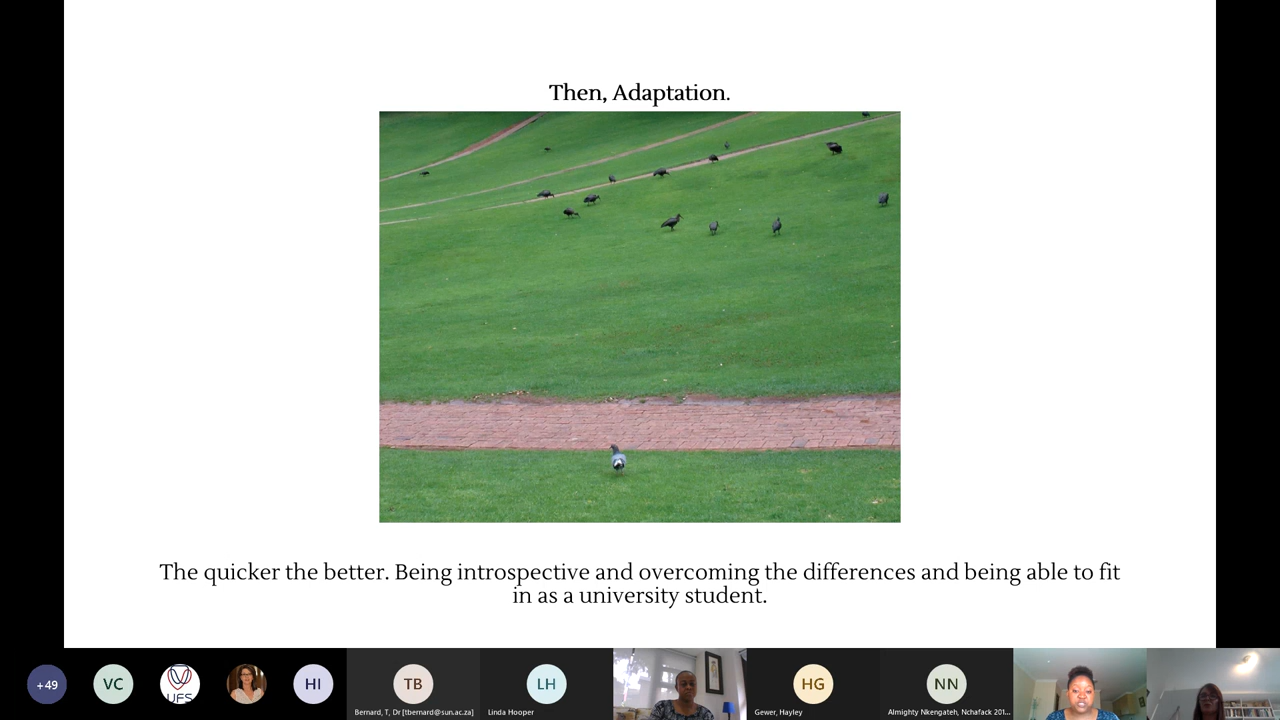 Then, Adaptation.
The quicker the better. Being introspective and overcoming the differences and being able to fit
in as a university student.
+49
VC
UFS
HI
TB
LH
HG
NN
Bernard, T, Dr [tbernard@sun.ac.za]
Linda Hooper
Gewer, Hayley
Almighty Nkengateh, Nchafack 201...